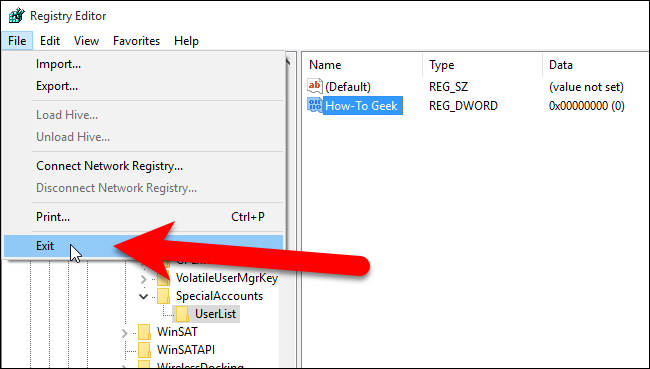 Registry Editor
File Edit View Favorites Help
Import...
Export...
Load Hive...
Unload Hive...
Connect Network Registry...
Disconnect Network Registry...
Print... Ctrl+P
Exit
VolatileUserMgrKey
SpecialAccounts
UserList
WinSAT
WinSATAPI
WirelessDocking
Name Type Data
(Default) REG_SZ (value not set)
How-To Geek REG_DWORD 0x00000000 (0)